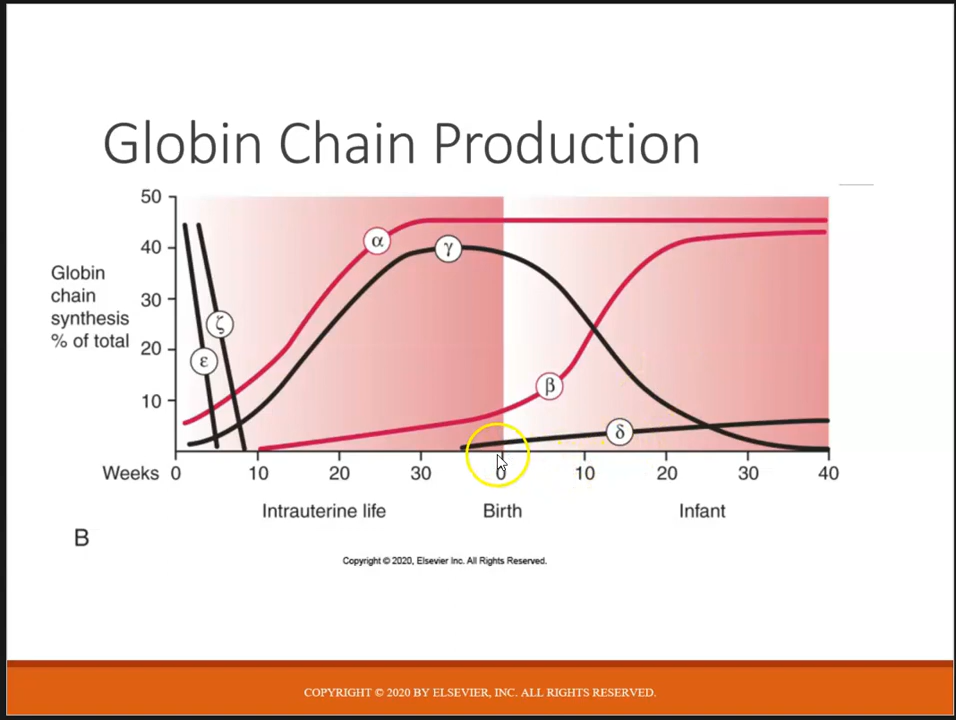 Globin Chain Production
50
40
30
20
10
Globin
chain
synthesis
% of total
α
γ
ζ
ε
β
δ
Weeks 0 10 20 30 0 10 20 30 40
Intrauterine life Birth Infant
B
Copyright © 2020, Elsevier Inc. All Rights Reserved.
COPYRIGHT © 2020 BY ELSEVIER, INC. ALL RIGHTS RESERVED.